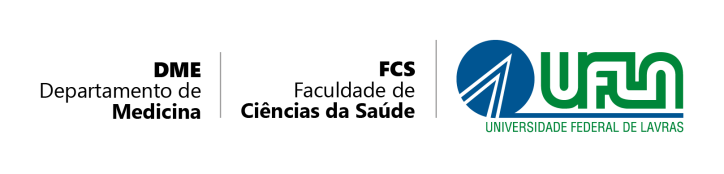 DME
Departamento de
Medicina
FCS
Faculdade de
Ciências da Saúde
UFLA
UNIVERSIDADE FEDERAL DE LAVRAS